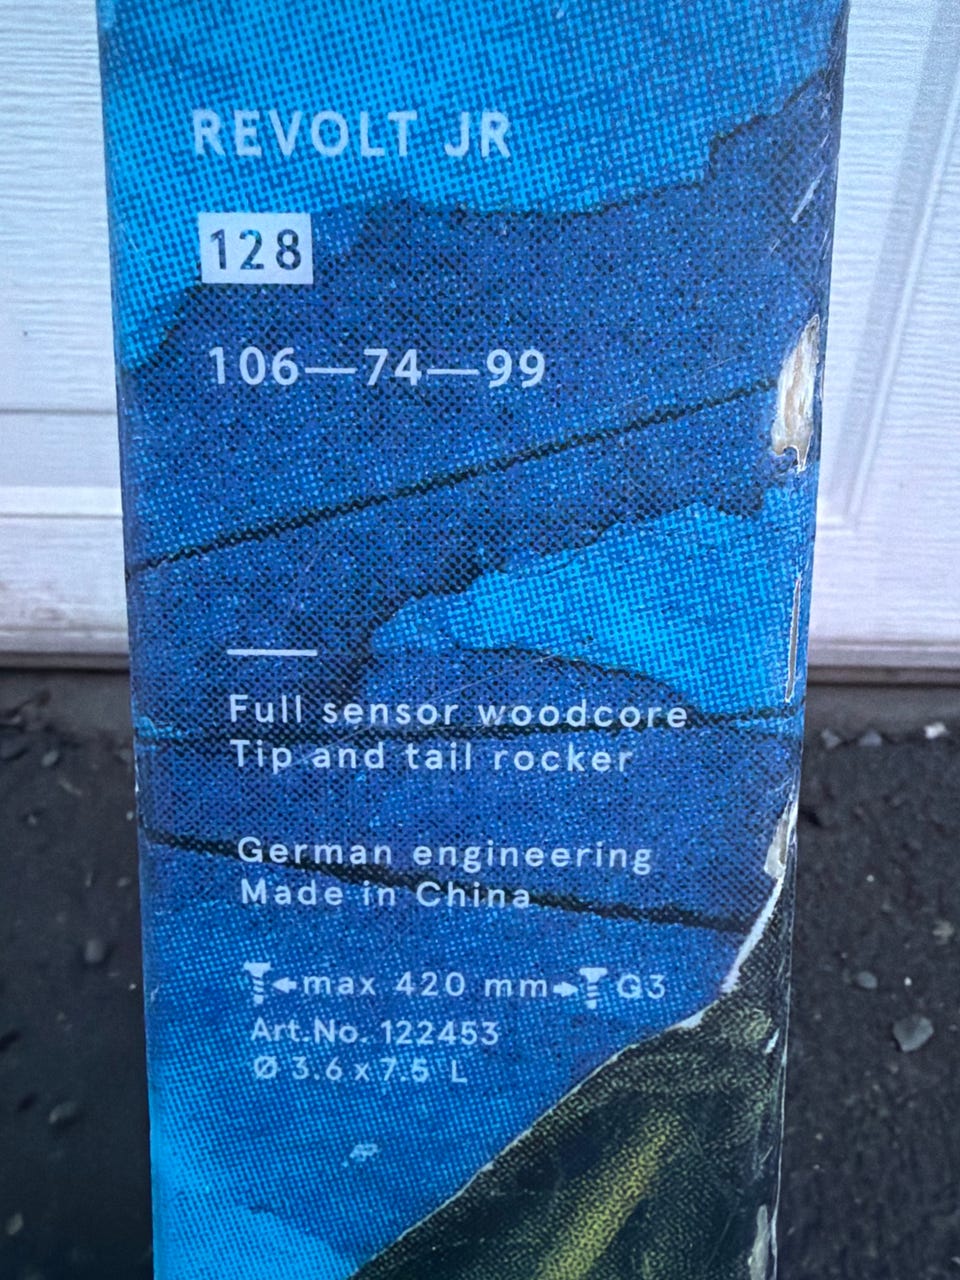 REVOLT JR
128
106—74—99
Full sensor woodcore
Tip and tail rocker
German engineering
Made in China
max 420 mm G3
Art.No. 122453
Ø 3.6 x 7.5 L